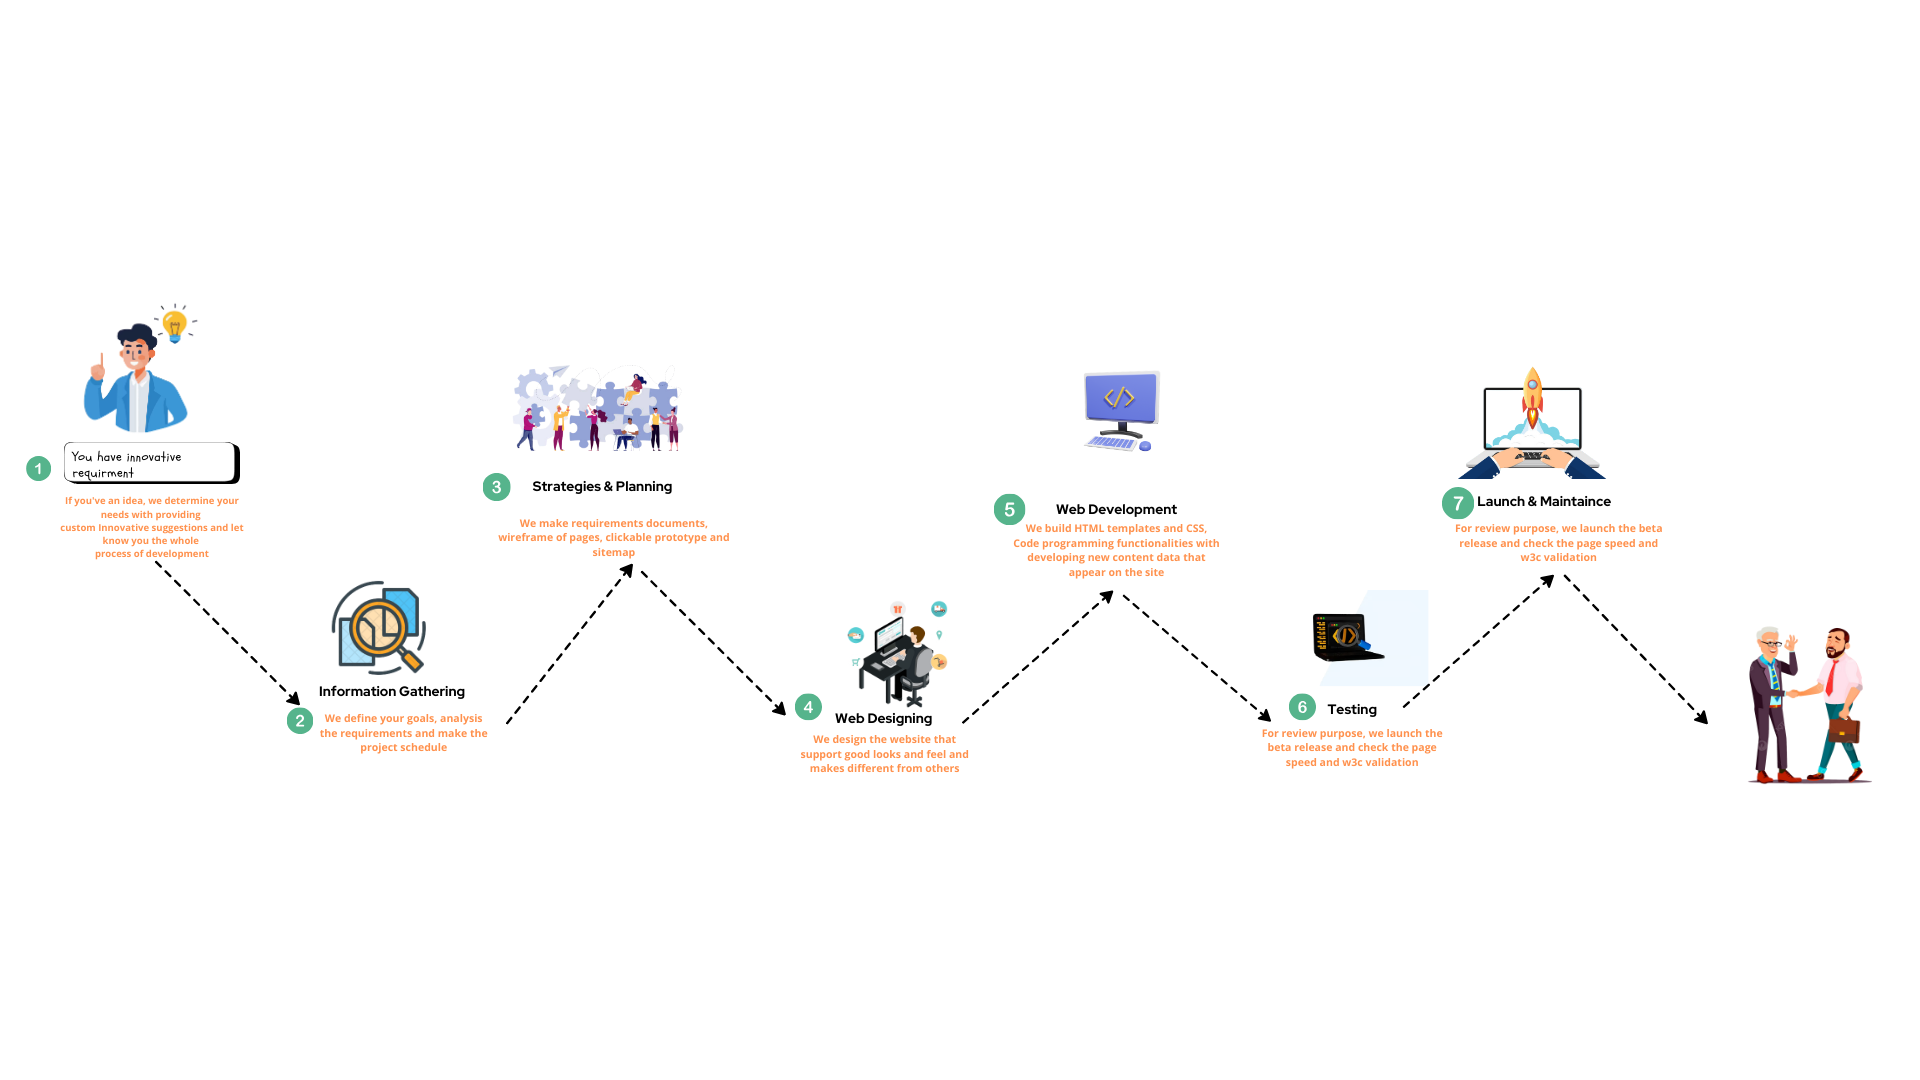 1
You have innovative
requirment
If you've an idea, we determine your
needs with providing
custom Innovative suggestions and let
know you the whole
process of development
2
Information Gathering
We define your goals, analysis
the requirements and make the
project schedule
3
Strategies & Planning
We make requirements documents,
wireframe of pages, clickable prototype and
sitemap
4
Web Designing
We design the website that
support good looks and feel and
makes different from others
5
Web Development
We build HTML templates and CSS,
Code programming functionalities with
developing new content data that
appear on the site
6
Testing
For review purpose, we launch the
beta release and check the page
speed and w3c validation
7
Launch & Maintaince
For review purpose, we launch the beta
release and check the page speed and
w3c validation